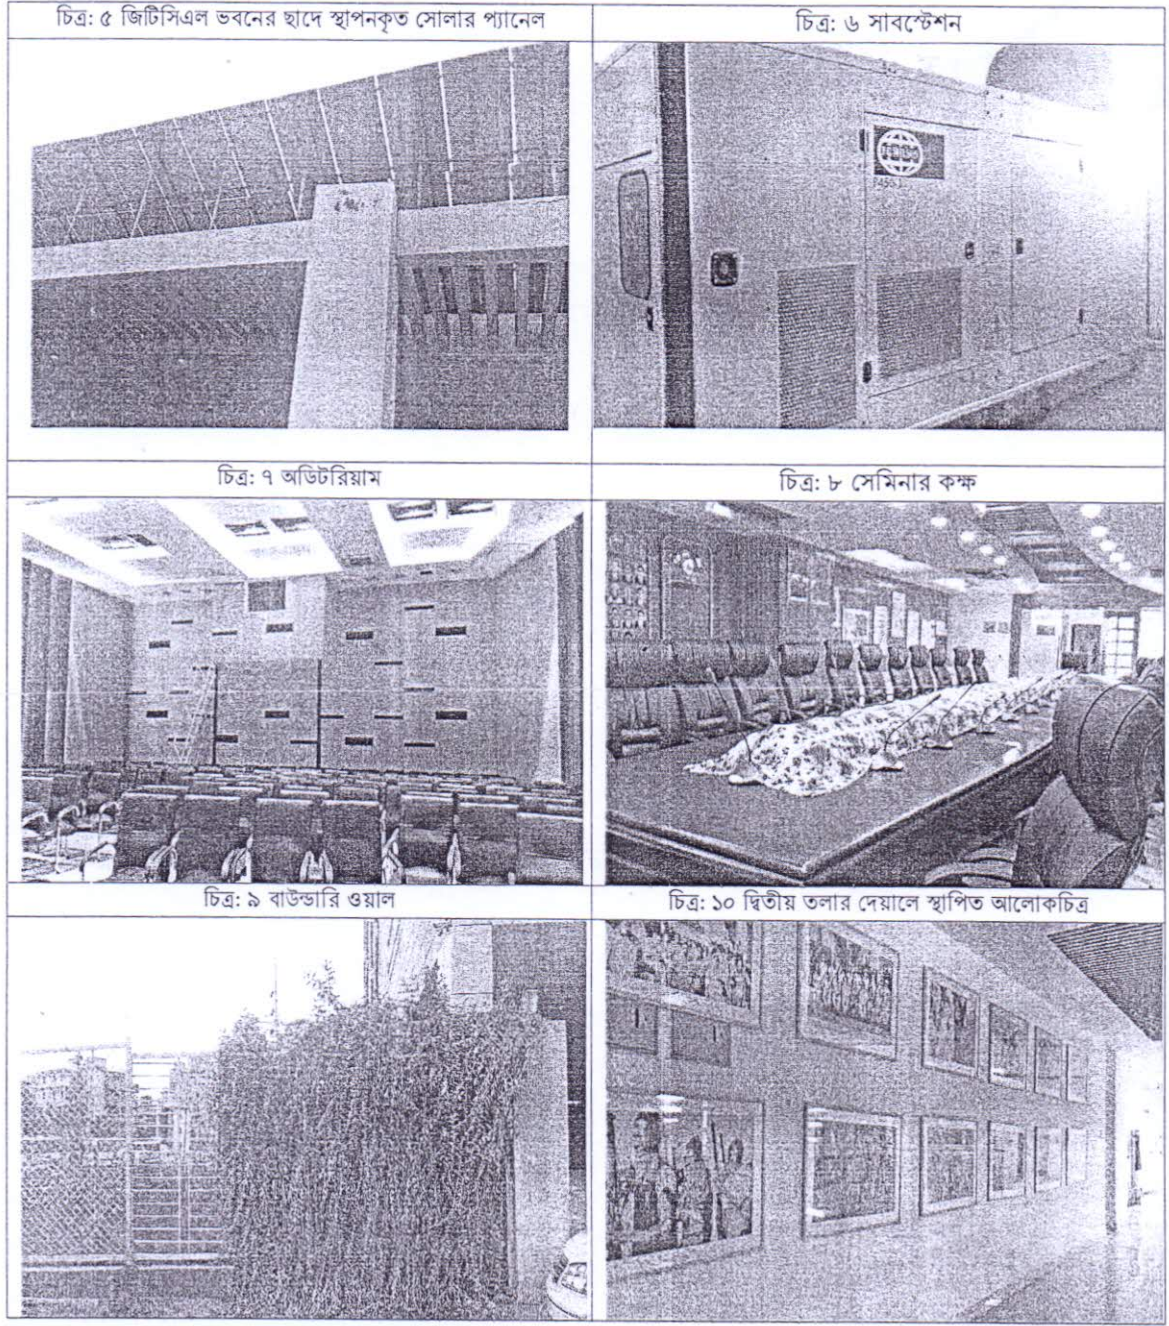 চিত্র: ৫ জিটিসিএল ভবনের ছাদে স্থাপনকৃত সোলার প্যানেল
চিত্র: ৬ সাবস্টেশন
চিত্র: ৭ অডিটরিয়াম
চিত্র: ৮ সেমিনার কক্ষ
চিত্র: ৯ বাউন্ডারি ওয়াল
চিত্র: ১০ দ্বিতীয় তলার দেয়ালে স্থাপিত আলোকচিত্র